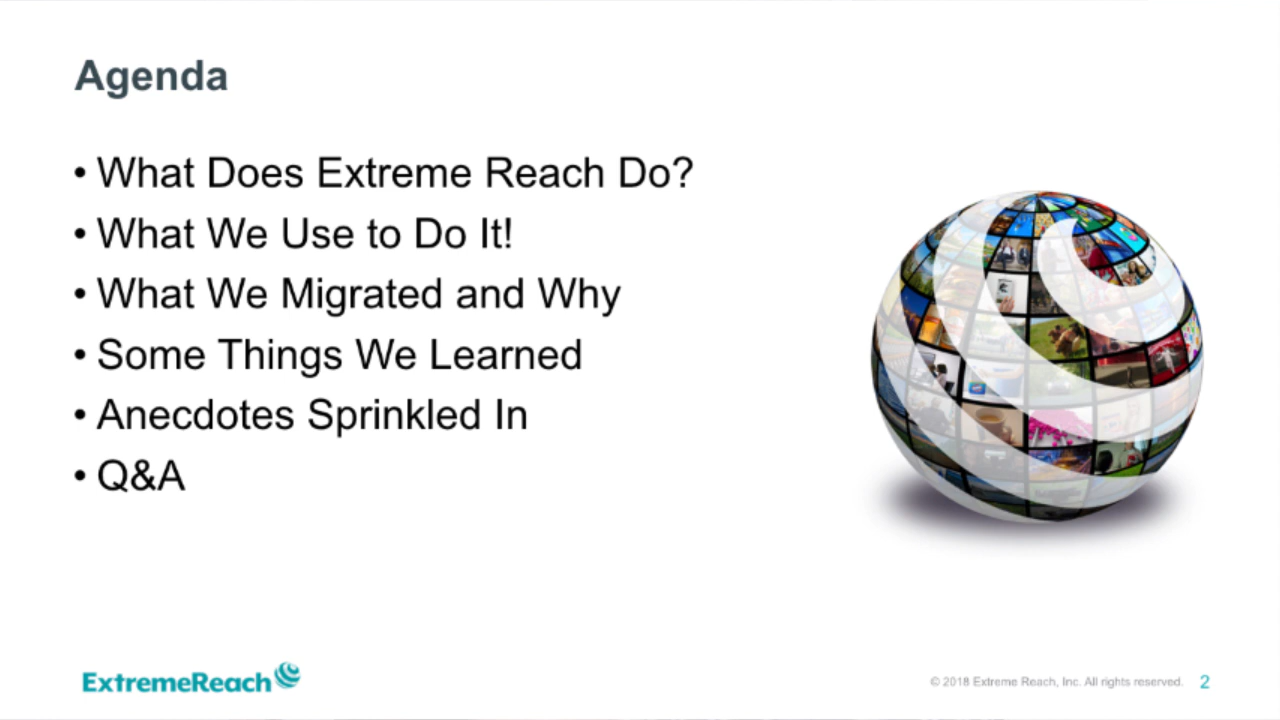 Agenda
• What Does Extreme Reach Do?
• What We Use to Do It!
• What We Migrated and Why
• Some Things We Learned
• Anecdotes Sprinkled In
• Q&A
ExtremeReach
© 2018 Extreme Reach, Inc. All rights reserved. 2